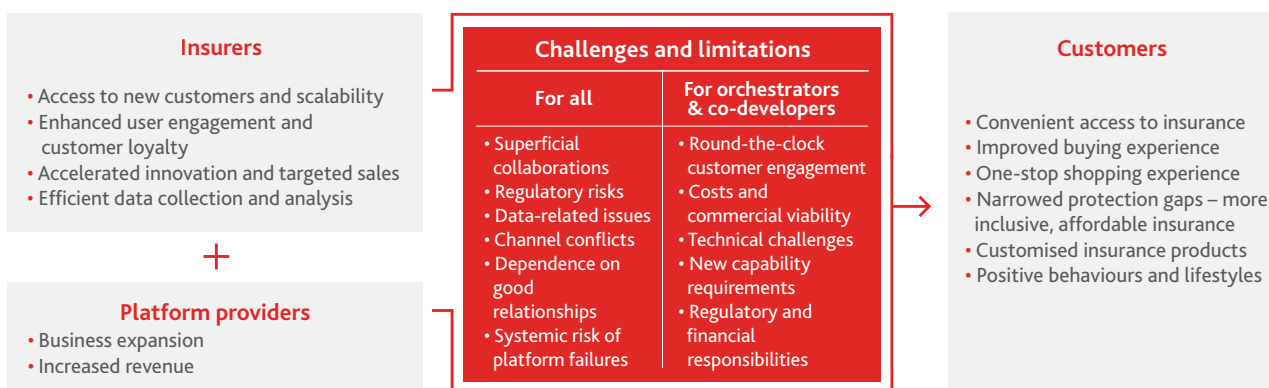 Insurers
• Access to new customers and scalability
• Enhanced user engagement and
customer loyalty
• Accelerated innovation and targeted sales
• Efficient data collection and analysis
+
Platform providers
• Business expansion
• Increased revenue
Challenges and limitations
For all
• Superficial
collaborations
• Regulatory risks
• Data-related issues
• Channel conflicts
• Dependence on
good
relationships
• Systemic risk of
platform failures
For orchestrators
& co-developers
• Round-the-clock
customer engagement
• Costs and
commercial viability
• Technical challenges
• New capability
requirements
• Regulatory and
financial
responsibilities
Customers
• Convenient access to insurance
• Improved buying experience
• One-stop shopping experience
• Narrowed protection gaps – more
inclusive, affordable insurance
• Customised insurance products
• Positive behaviours and lifestyles